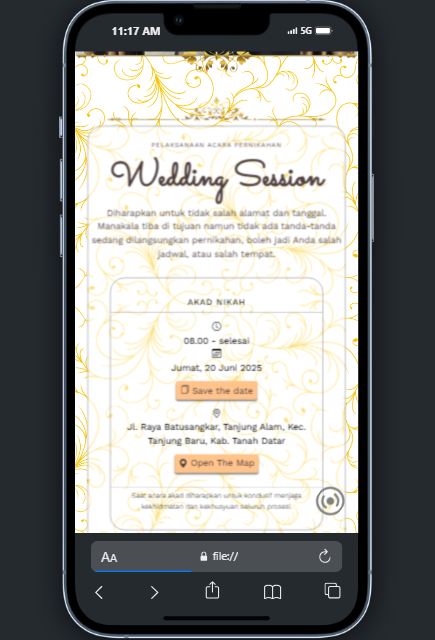 11:17 AM
5G
PELAKSANAAN ACARA PERNIKAHAN
Wedding Session
Diharapkan untuk tidak salah alamat dan tanggal.
Manakala tiba di tujuan namun tidak ada tanda-tanda
sedang dilangsungkan pernikahan, boleh jadi Anda salah
jadwal, atau salah tempat.
AKAD NIKAH
08.00 - selesai
Jumat, 20 Juni 2025
Save the date
Jl. Raya Batusangkar, Tanjung Alam, Kec.
Tanjung Baru, Kab. Tanah Datar
Open The Map
Saat acara akad diharapkan untuk kondusif menjaga
kekhidmatan dan kekhusyuan seluruh prosesi
AA
file://